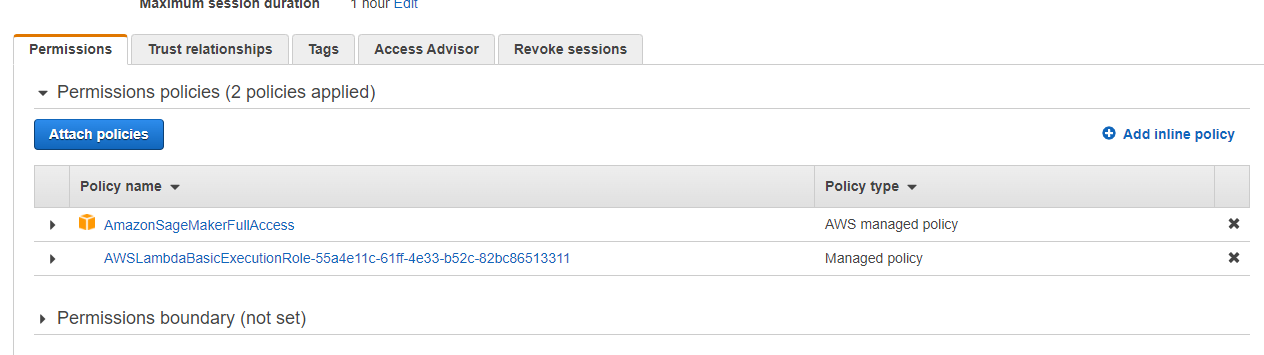 Maximum session duration 1 hour Edit
Permissions Trust relationships Tags Access Advisor Revoke sessions
Permissions policies (2 policies applied)
Attach policies Add inline policy
Policy name Policy type
AmazonSageMakerFullAccess AWS managed policy
AWSLambdaBasicExecutionRole-55a4e11c-61ff-4e33-b52c-82bc86513311 Managed policy
Permissions boundary (not set)